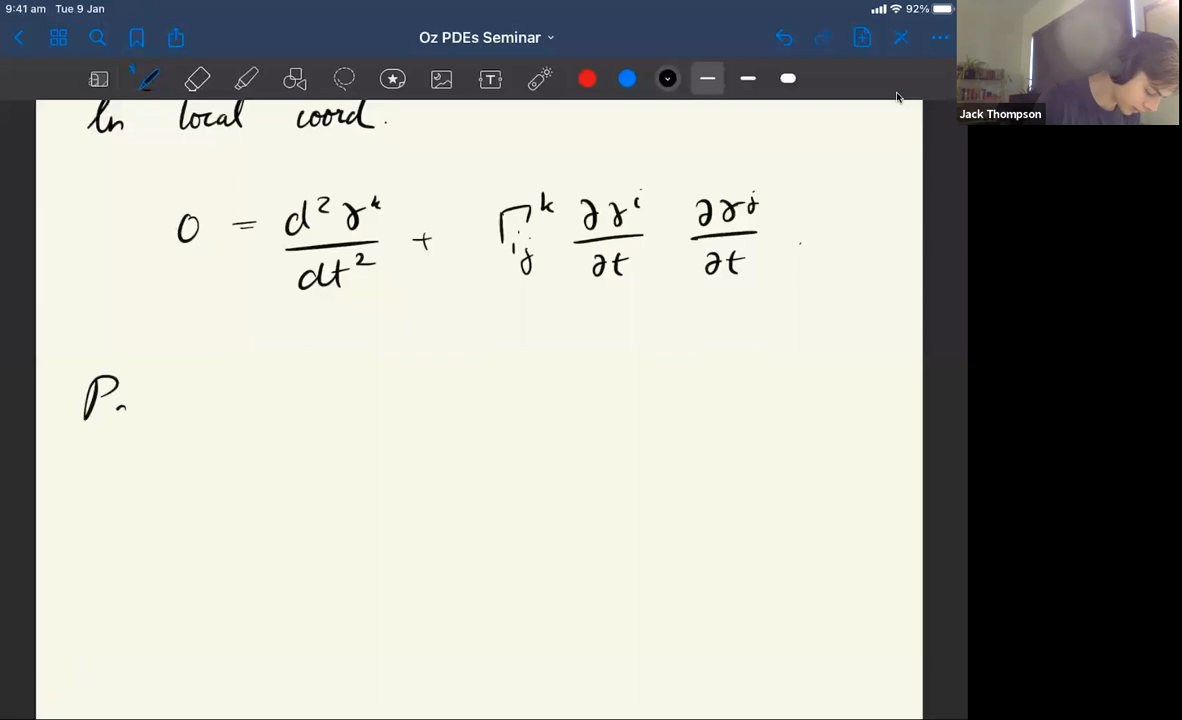 9:41 am Tue 9 Jan
92%
Oz PDEs Seminar
Jack Thompson
In local coord.
0 = d²γᵏ/dt² + Γᵢⱼᵏ ∂γⁱ/∂t ∂γʲ/∂t .
P